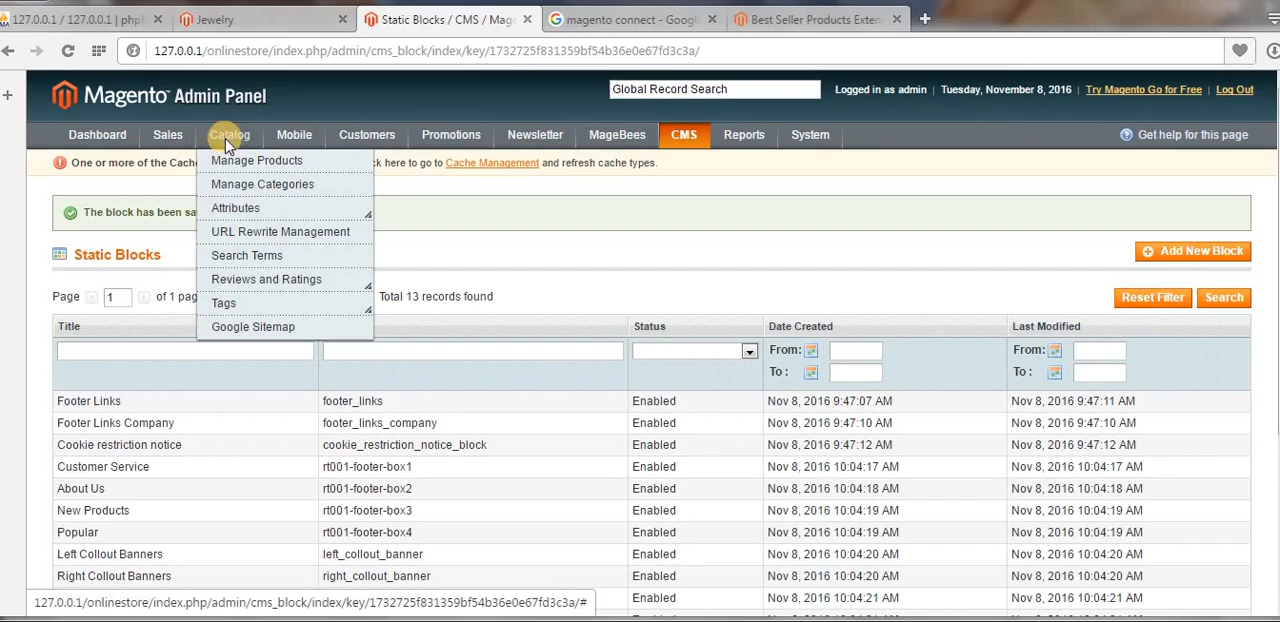 127.0.0.1 / 127.0.0.1 | phpM
Jewelry
Static Blocks / CMS / Mage
magento connect - Google
Best Seller Products Exten
127.0.0.1/onlinestore/index.php/admin/cms_block/index/key/1732725f831359bf54b36e0e67fd3c3a/
Magento Admin Panel
Global Record Search
Logged in as admin | Tuesday, November 8, 2016 | Try Magento Go for Free | Log Out
Dashboard Sales Catalog Mobile Customers Promotions Newsletter MageBees CMS Reports System Get help for this page
One or more of the Cache
ck here to go to Cache Management and refresh cache types.
Manage Products
Manage Categories
Attributes
URL Rewrite Management
Search Terms
Reviews and Ratings
Tags
Google Sitemap
The block has been sa
Static Blocks
Add New Block
Page 1 of 1 pag Total 13 records found
Reset Filter Search
Title Status Date Created Last Modified
From: From:
To : To :
Footer Links footer_links Enabled Nov 8, 2016 9:47:07 AM Nov 8, 2016 9:47:11 AM
Footer Links Company footer_links_company Enabled Nov 8, 2016 9:47:10 AM Nov 8, 2016 9:47:10 AM
Cookie restriction notice cookie_restriction_notice_block Enabled Nov 8, 2016 9:47:12 AM Nov 8, 2016 9:47:12 AM
Customer Service rt001-footer-box1 Enabled Nov 8, 2016 10:04:17 AM Nov 8, 2016 10:04:17 AM
About Us rt001-footer-box2 Enabled Nov 8, 2016 10:04:18 AM Nov 8, 2016 10:04:18 AM
New Products rt001-footer-box3 Enabled Nov 8, 2016 10:04:19 AM Nov 8, 2016 10:04:19 AM
Popular rt001-footer-box4 Enabled Nov 8, 2016 10:04:19 AM Nov 8, 2016 10:04:19 AM
Left Collout Banners left_collout_banner Enabled Nov 8, 2016 10:04:20 AM Nov 8, 2016 10:04:20 AM
Right Collout Banners right_collout_banner Enabled Nov 8, 2016 10:04:20 AM Nov 8, 2016 10:04:20 AM
Enabled Nov 8, 2016 10:04:21 AM Nov 8, 2016 10:04:21 AM
127.0.0.1/onlinestore/index.php/admin/cms_block/index/key/1732725f831359bf54b36e0e67fd3c3a/#